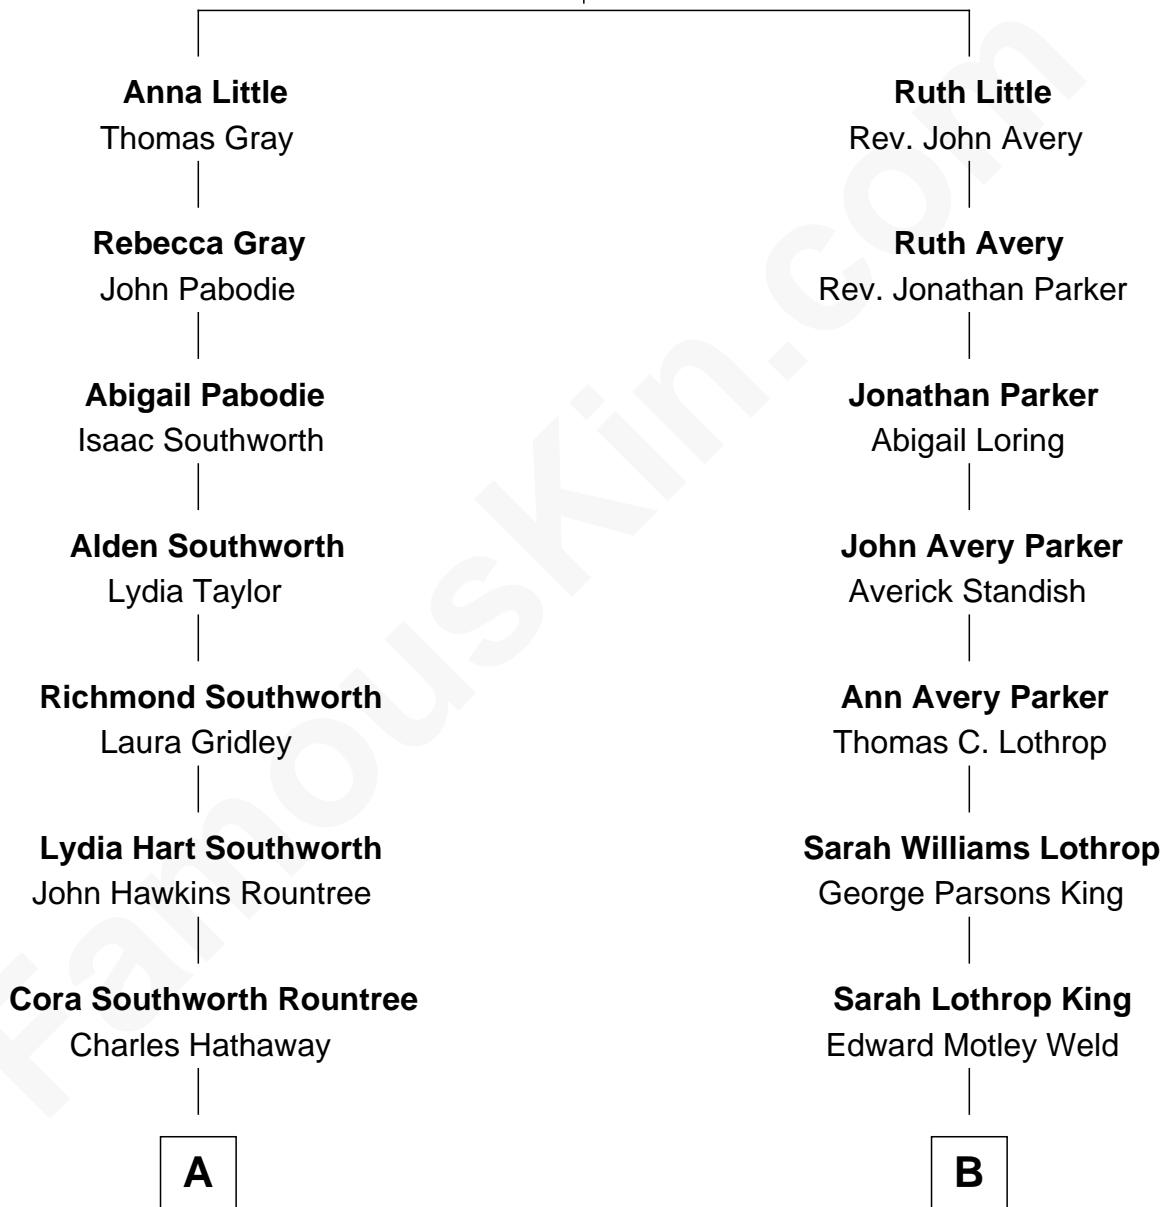 Anna Little
Thomas Gray
Rebecca Gray
John Pabodie
Abigail Pabodie
Isaac Southworth
Alden Southworth
Lydia Taylor
Richmond Southworth
Laura Gridley
Lydia Hart Southworth
John Hawkins Rountree
Cora Southworth Rountree
Charles Hathaway
A
Ruth Little
Rev. John Avery
Ruth Avery
Rev. Jonathan Parker
Jonathan Parker
Abigail Loring
John Avery Parker
Averick Standish
Ann Avery Parker
Thomas C. Lothrop
Sarah Williams Lothrop
George Parsons King
Sarah Lothrop King
Edward Motley Weld
B
FamousKin.com